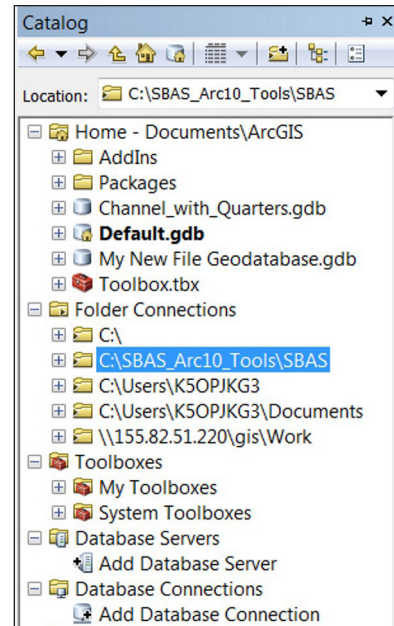 Catalog
Location: C:\SBAS_Arc10_Tools\SBAS
Home - Documents\ArcGIS
AddIns
Packages
Channel_with_Quarters.gdb
Default.gdb
My New File Geodatabase.gdb
Toolbox.tbx
Folder Connections
C:\
C:\SBAS_Arc10_Tools\SBAS
C:\Users\K5OPJKG3
C:\Users\K5OPJKG3\Documents
\\155.82.51.220\gis\Work
Toolboxes
My Toolboxes
System Toolboxes
Database Servers
Add Database Server
Database Connections
Add Database Connection